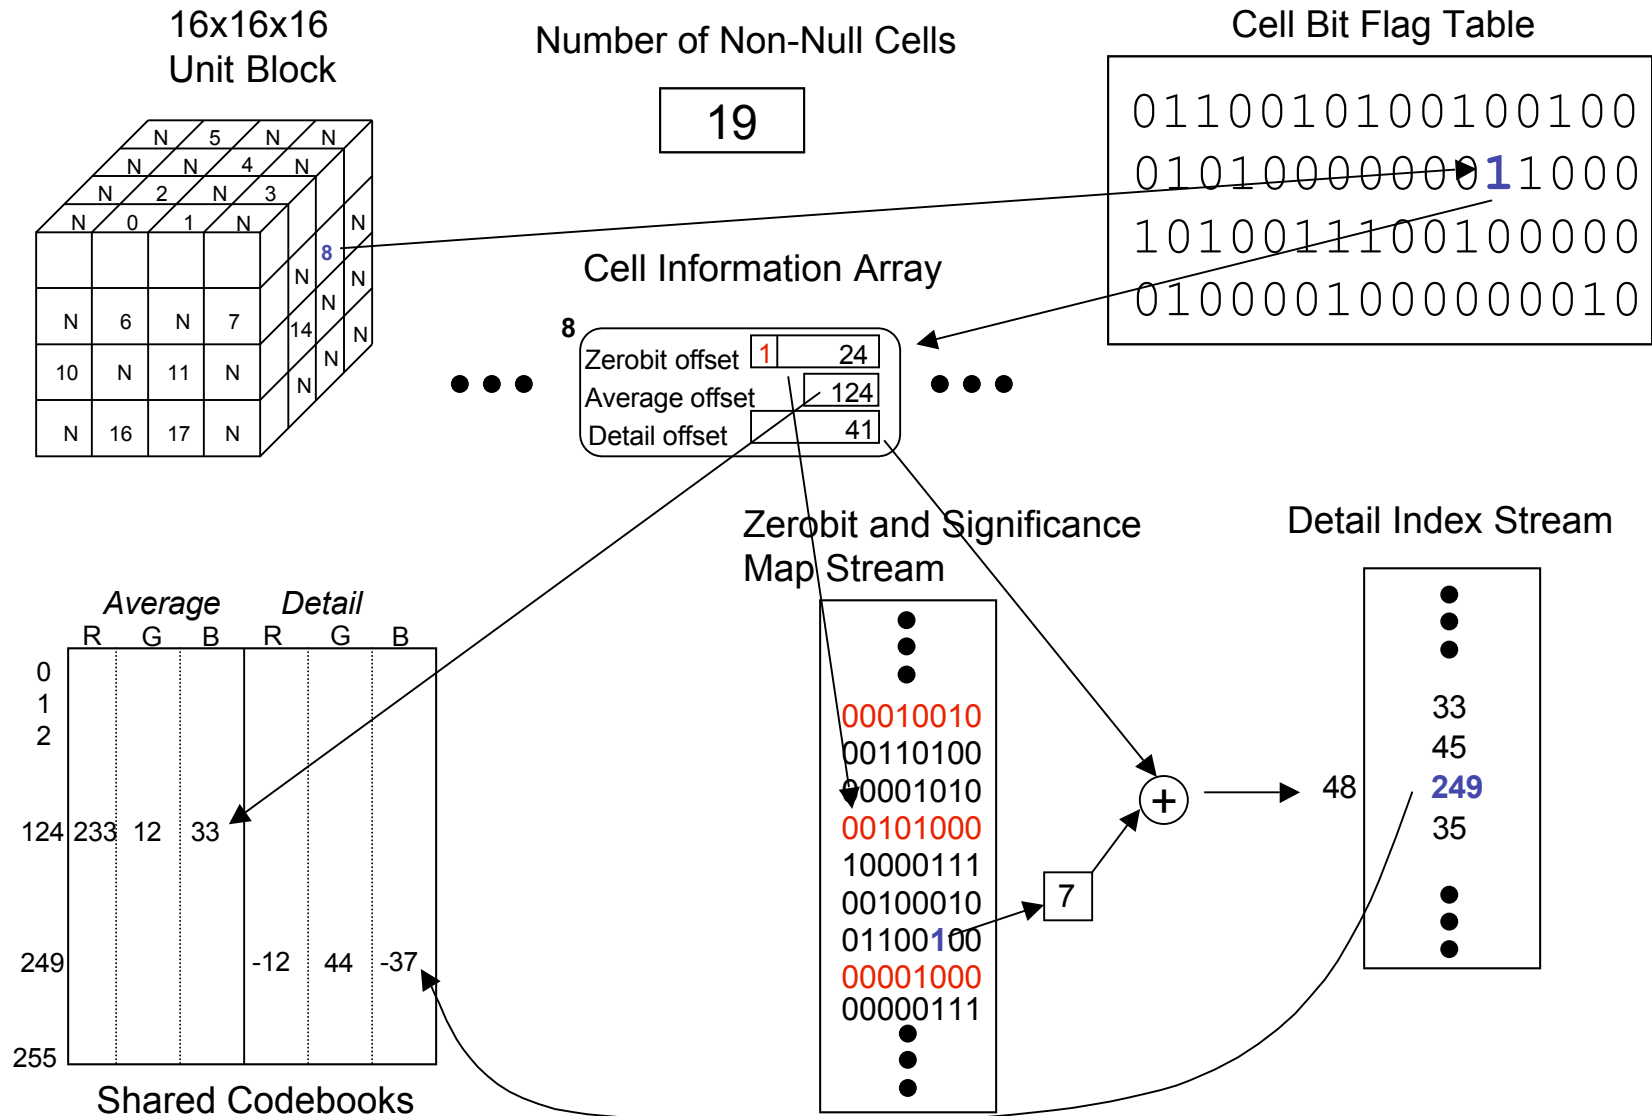 16x16x16
Unit Block
Number of Non-Null Cells
19
Cell Bit Flag Table
0110010100100100
0101000000011000
1010011100100000
0100001000000010
N 5 N N
N N 4 N
N 2 N 3
N 0 1 N
N 6 N 7
10 N 11 N
N 16 17 N
8 N
N N N
14 N N
N N
Cell Information Array
8
Zerobit offset 1 24
Average offset 124
Detail offset 41
Zerobit and Significance
Map Stream
00010010
00110100
00001010
00101000
10000111
00100010
01100100
00001000
00000111
7
+
48
Detail Index Stream
33
45
249
35
Average Detail
R G B R G B
0
1
2
124 233 12 33
249 -12 44 -37
255
Shared Codebooks